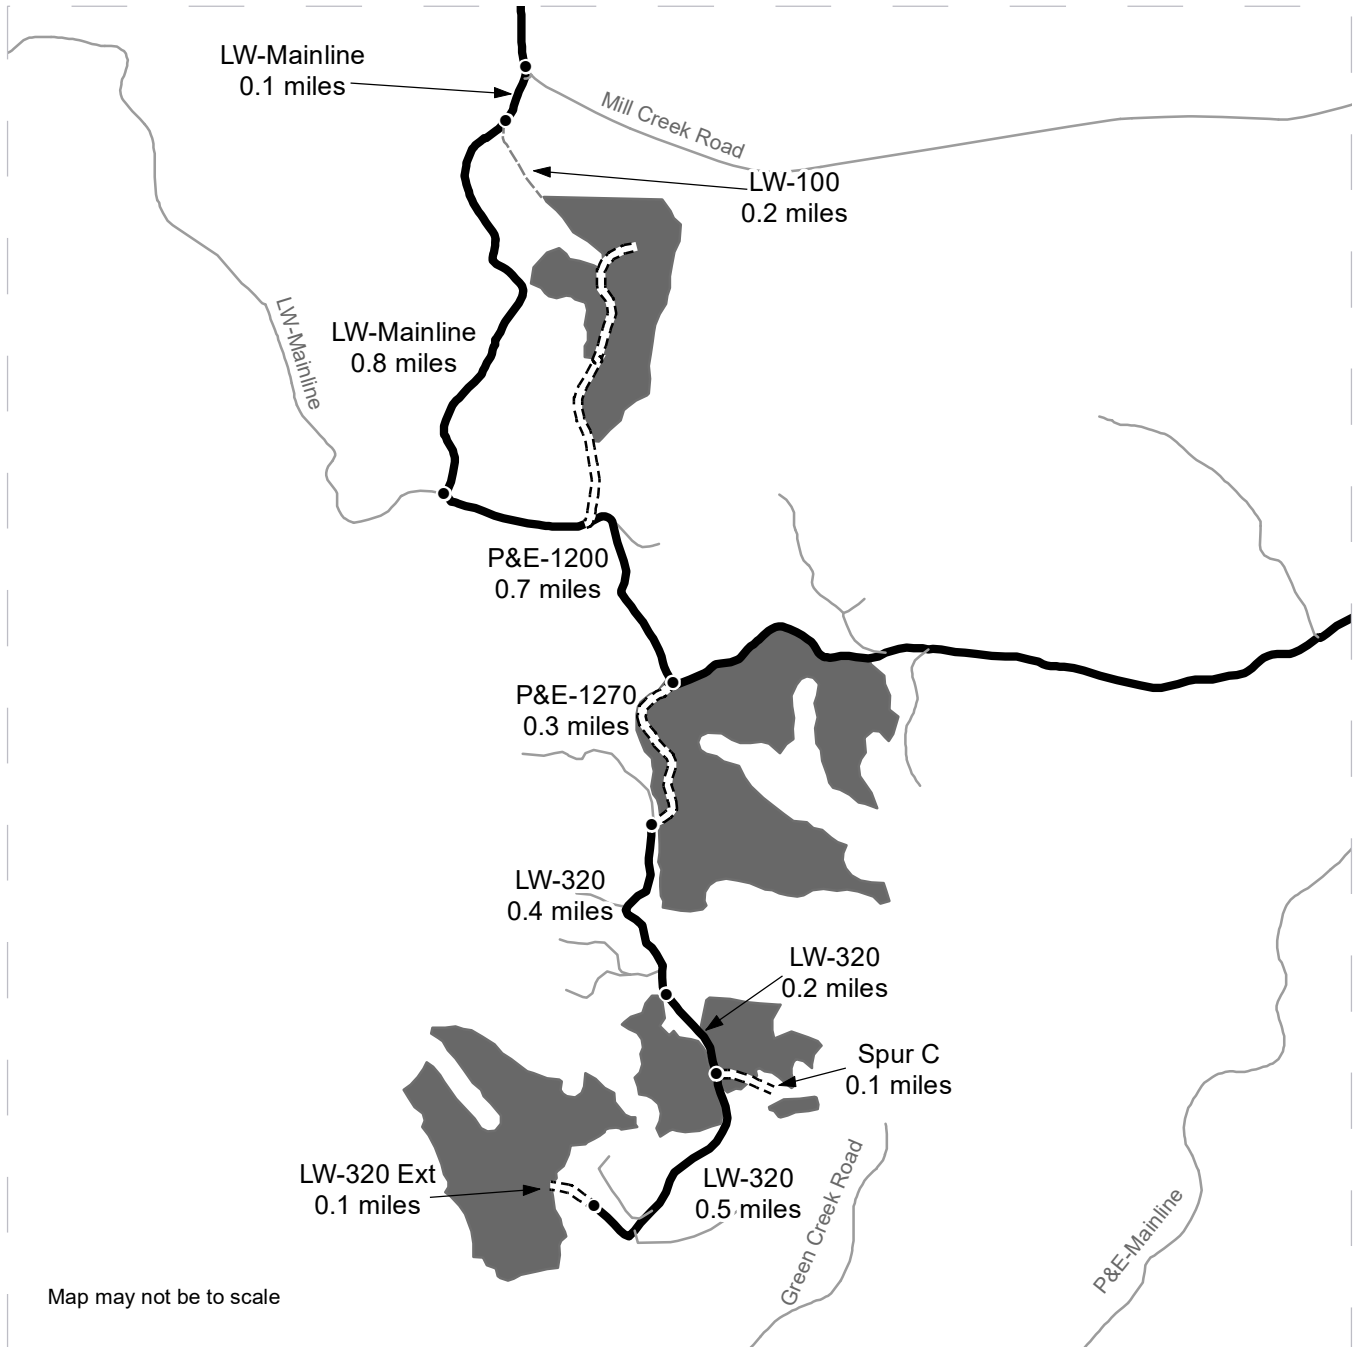 LW-Mainline
0.1 miles
Mill Creek Road
LW-100
0.2 miles
LW-Mainline
LW-Mainline
0.8 miles
P&E-1200
0.7 miles
P&E-1270
0.3 miles
LW-320
0.4 miles
LW-320
0.2 miles
Spur C
0.1 miles
LW-320 Ext
0.1 miles
LW-320
0.5 miles
Green Creek Road
P&E-Mainline
Map may not be to scale